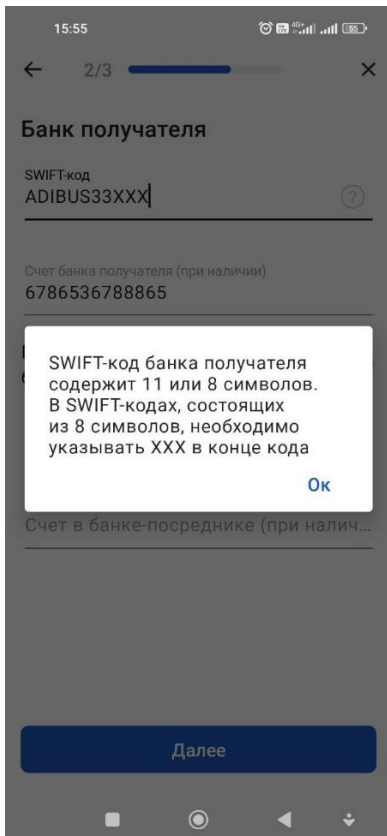 15:55
4G+
55
2/3
Банк получателя
SWIFT-код
ADIBUS33XXX
?
Счет банка получателя (при наличии)
6786536788865
SWIFT-код банка получателя
содержит 11 или 8 символов.
В SWIFT-кодах, состоящих
из 8 символов, необходимо
указывать XXX в конце кода
Ок
Счет в банке-посреднике (при налич...
Далее